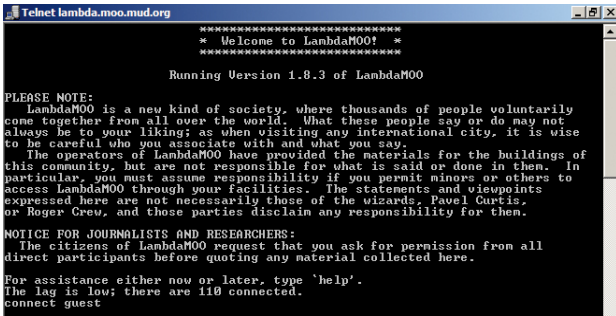 Telnet lambda.moo.mud.org
***************************
* Welcome to LambdaMOO! *
***************************
Running Version 1.8.3 of LambdaMOO
PLEASE NOTE:
LambdaMOO is a new kind of society, where thousands of people voluntarily
come together from all over the world. What these people say or do may not
always be to your liking; as when visiting any international city, it is wise
to be careful who you associate with and what you say.
The operators of LambdaMOO have provided the materials for the buildings of
this community, but are not responsible for what is said or done in them. In
particular, you must assume responsibility if you permit minors or others to
access LambdaMOO through your facilities. The statements and viewpoints
expressed here are not necessarily those of the wizards, Pavel Curtis,
or Roger Crew, and those parties disclaim any responsibility for them.
NOTICE FOR JOURNALISTS AND RESEARCHERS:
The citizens of LambdaMOO request that you ask for permission from all
direct participants before quoting any material collected here.
For assistance either now or later, type `help'.
The lag is low; there are 110 connected.
connect guest